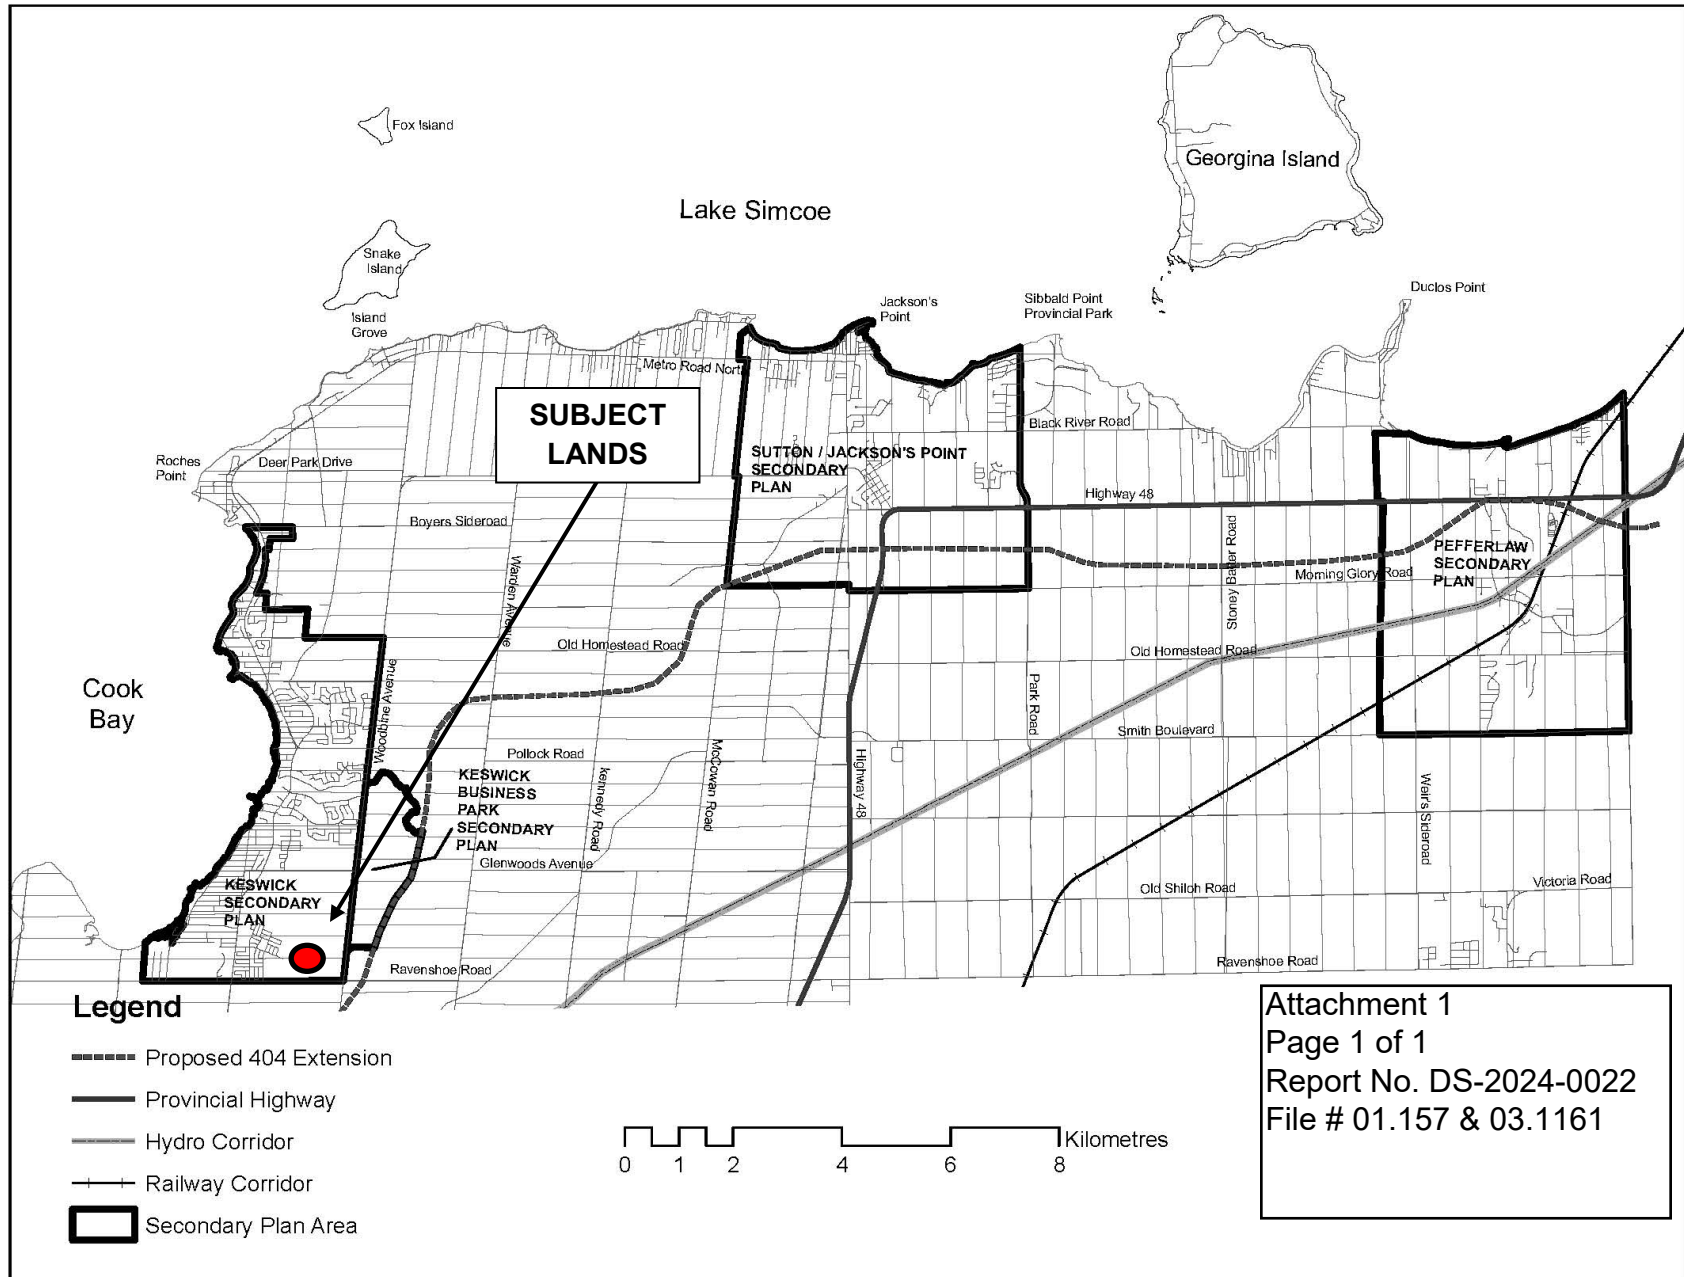 Fox Island
Georgina Island
Lake Simcoe
Snake
Island
Island
Grove
Jackson's
Point
Sibbald Point
Provincial Park
Duclos Point
Metro Road North
SUBJECT
LANDS
Black River Road
Roches
Point
Deer Park Drive
SUTTON / JACKSON'S POINT
SECONDARY
PLAN
Highway 48
Boyers Sideroad
Warden Avenue
Stoney Batter Road
PEFFERLAW
SECONDARY
PLAN
Morning Glory Road
Old Homestead Road
Old Homestead Road
Cook
Bay
Woodbine Avenue
Park Road
Smith Boulevard
Pollock Road
McCowan Road
Highway 48
kennedy Road
KESWICK
BUSINESS
PARK
SECONDARY
PLAN
Weir's Sideroad
Glenwoods Avenue
KESWICK
SECONDARY
PLAN
Old Shiloh Road
Victoria Road
Ravenshoe Road
Ravenshoe Road
Legend
Proposed 404 Extension
Provincial Highway
Hydro Corridor
Railway Corridor
Secondary Plan Area
Kilometres
0 1 2 4 6 8
Attachment 1
Page 1 of 1
Report No. DS-2024-0022
File # 01.157 & 03.1161